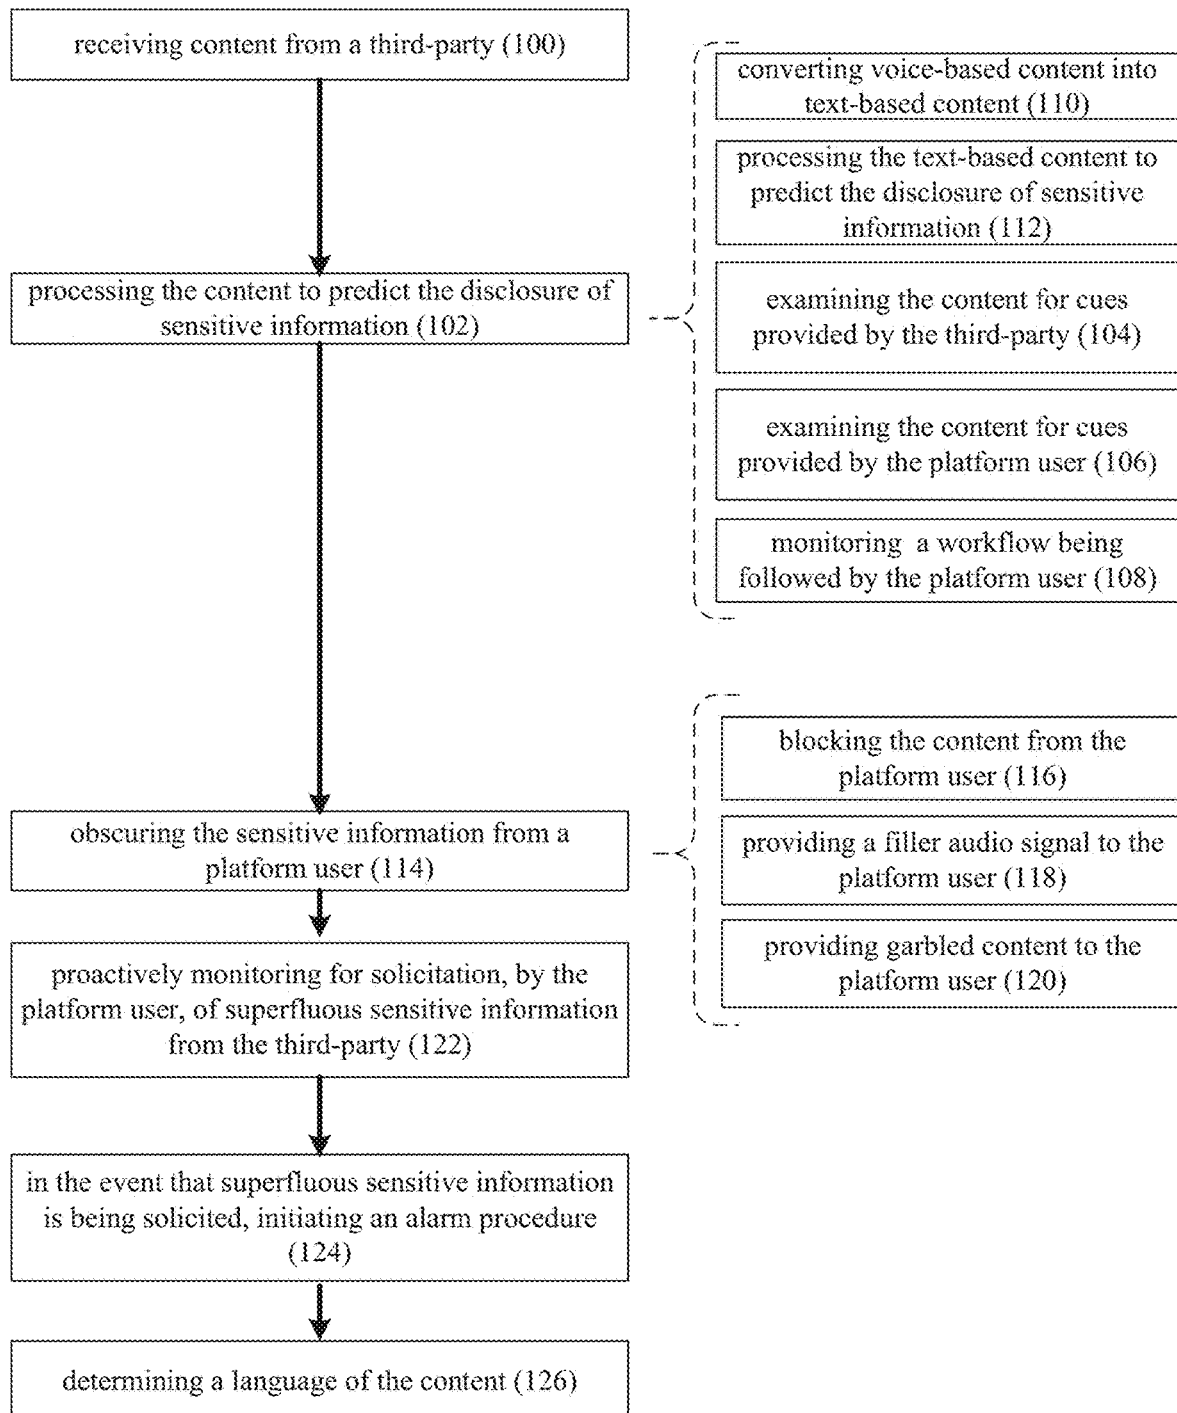 receiving content from a third-party (100)
processing the content to predict the disclosure of
sensitive information (102)
converting voice-based content into
text-based content (110)
processing the text-based content to
predict the disclosure of sensitive
information (112)
examining the content for cues
provided by the third-party (104)
examining the content for cues
provided by the platform user (106)
monitoring a workflow being
followed by the platform user (108)
obscuring the sensitive information from a
platform user (114)
blocking the content from the
platform user (116)
providing a filler audio signal to the
platform user (118)
providing garbled content to the
platform user (120)
proactively monitoring for solicitation, by the
platform user, of superfluous sensitive information
from the third-party (122)
in the event that superfluous sensitive information
is being solicited, initiating an alarm procedure
(124)
determining a language of the content (126)